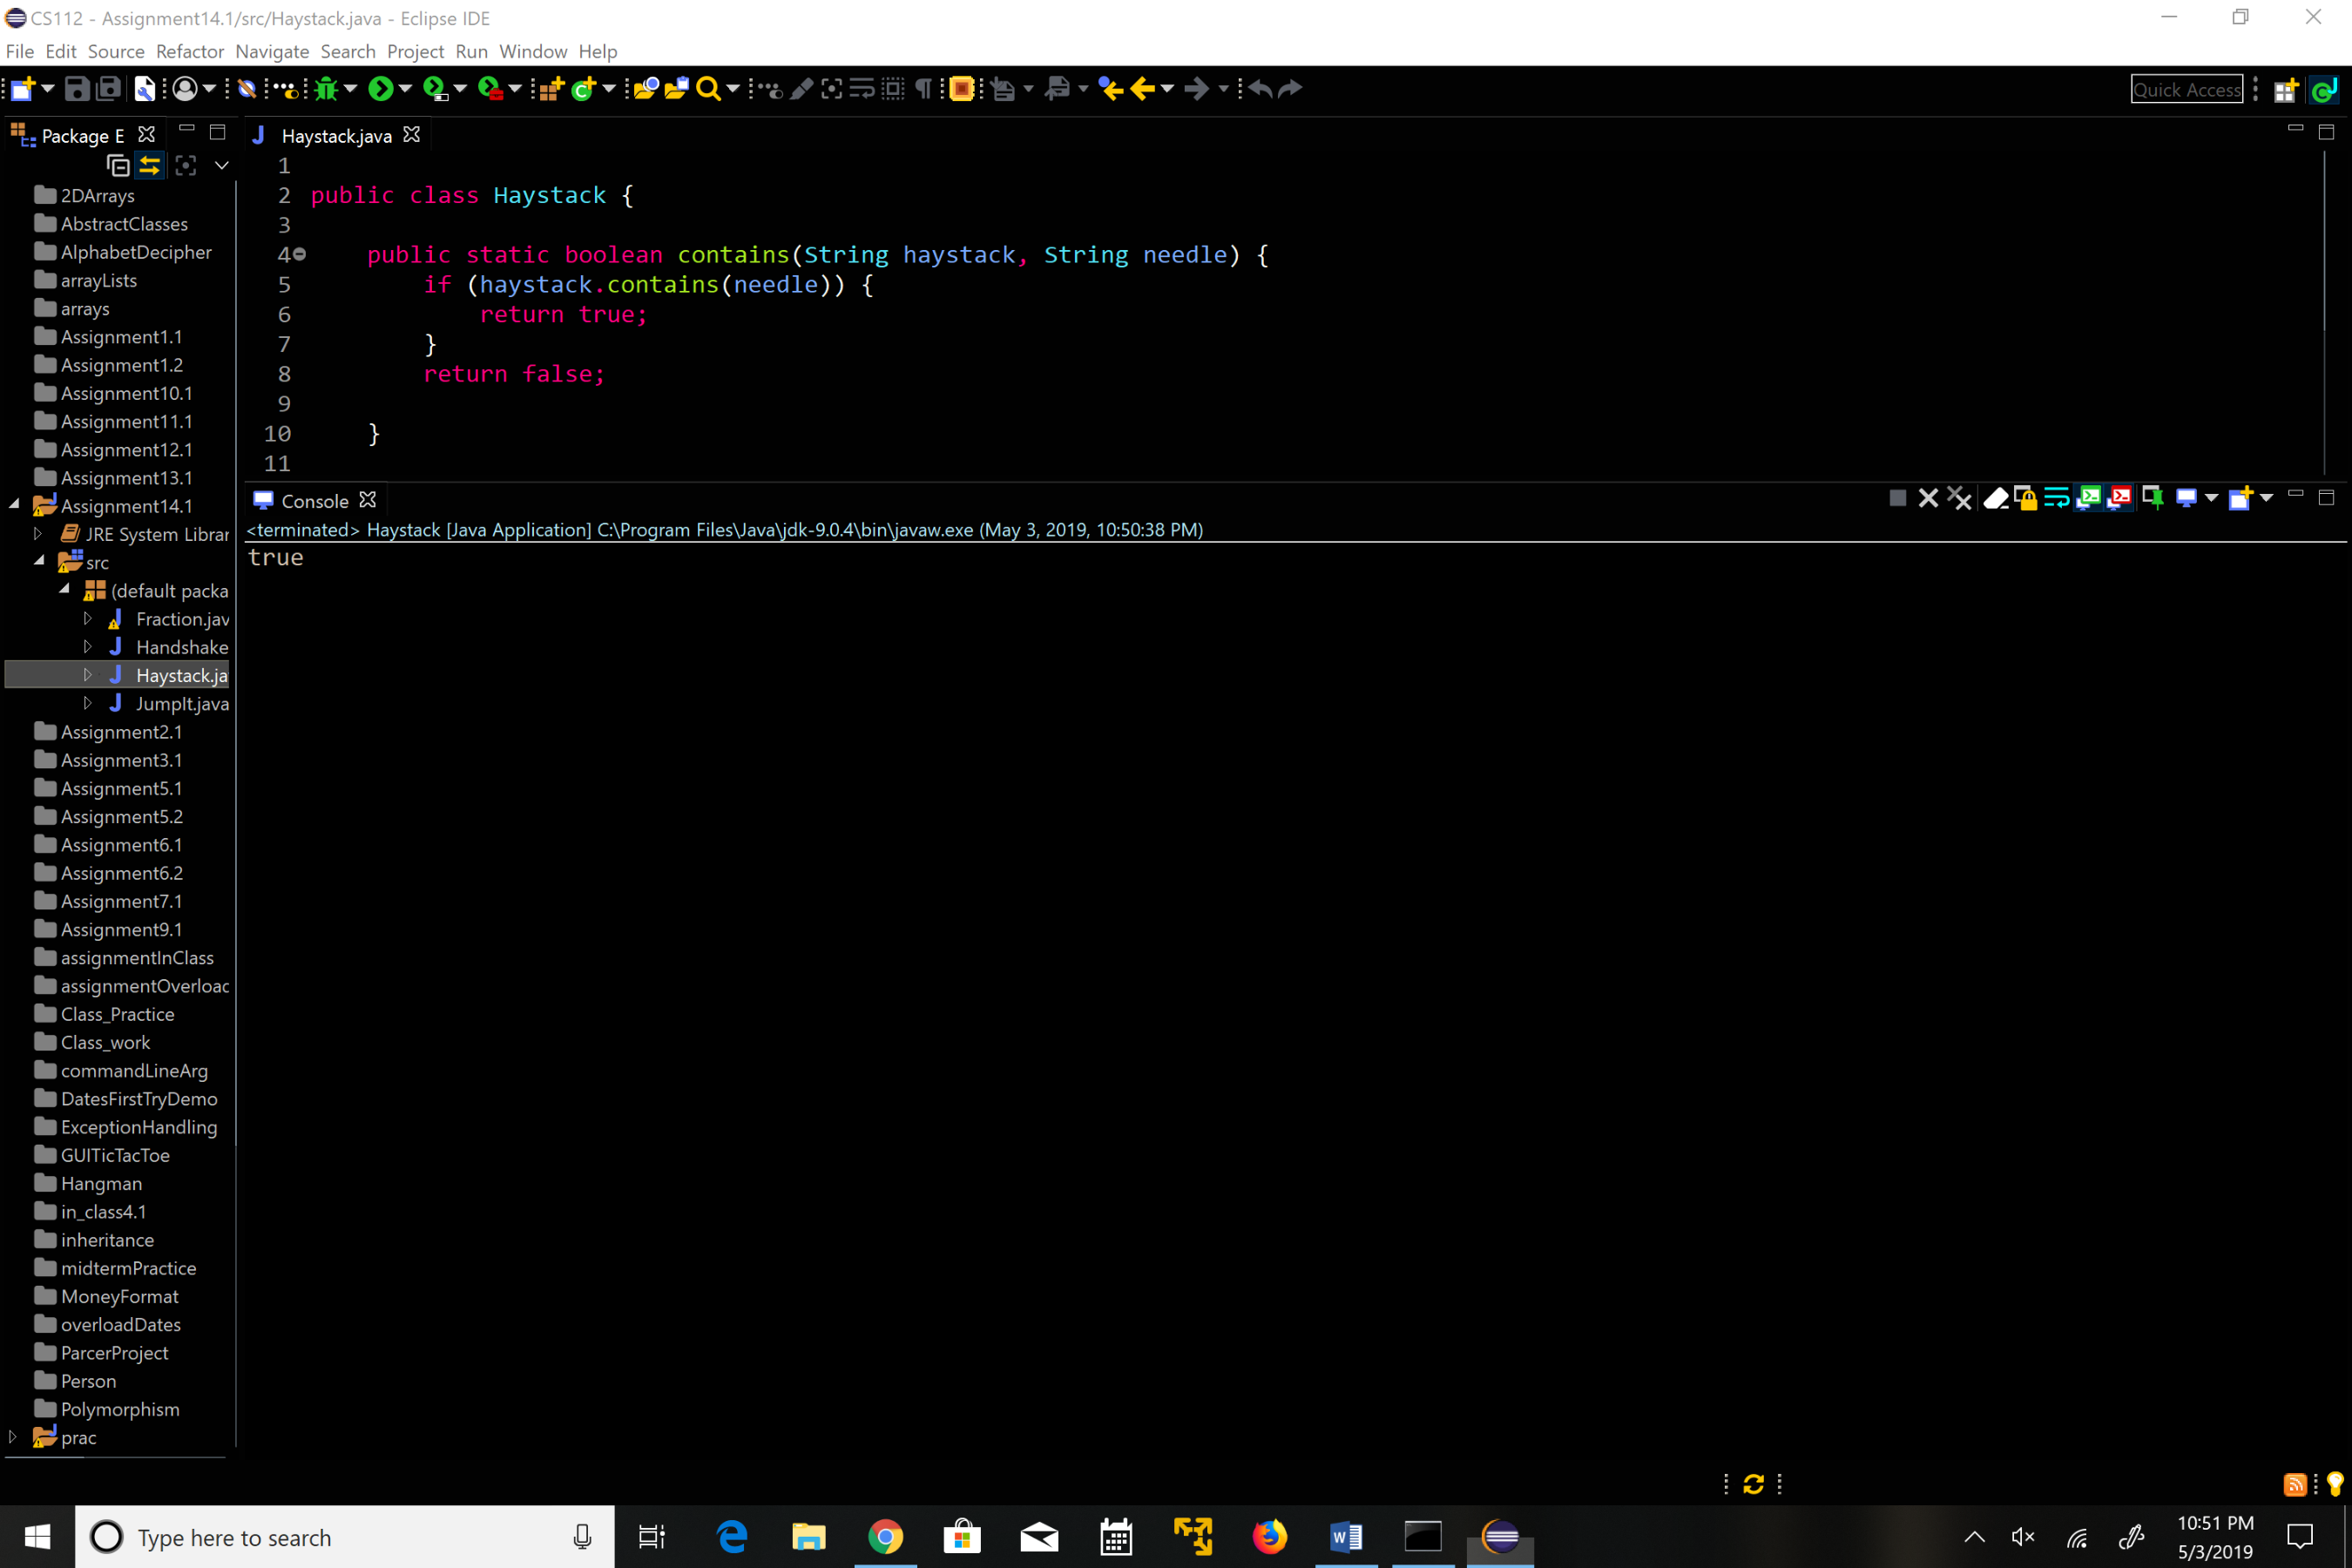 CS112 - Assignment14.1/src/Haystack.java - Eclipse IDE
File Edit Source Refactor Navigate Search Project Run Window Help
Quick Access
Package E
2DArrays
AbstractClasses
AlphabetDecipher
arrayLists
arrays
Assignment1.1
Assignment1.2
Assignment10.1
Assignment11.1
Assignment12.1
Assignment13.1
Assignment14.1
JRE System Librar
src
(default packa
Fraction.jav
Handshake
Haystack.ja
JumpIt.java
Assignment2.1
Assignment3.1
Assignment5.1
Assignment5.2
Assignment6.1
Assignment6.2
Assignment7.1
Assignment9.1
assignmentInClass
assignmentOverload
Class_Practice
Class_work
commandLineArg
DatesFirstTryDemo
ExceptionHandling
GUITicTacToe
Hangman
in_class4.1
inheritance
midtermPractice
MoneyFormat
overloadDates
ParcerProject
Person
Polymorphism
prac
Haystack.java
1
2 public class Haystack {
3
4 public static boolean contains(String haystack, String needle) {
5 if (haystack.contains(needle)) {
6 return true;
7 }
8 return false;
9
10 }
11
Console
<terminated> Haystack [Java Application] C:\Program Files\Java\jdk-9.0.4\bin\javaw.exe (May 3, 2019, 10:50:38 PM)
true
Type here to search
10:51 PM
5/3/2019